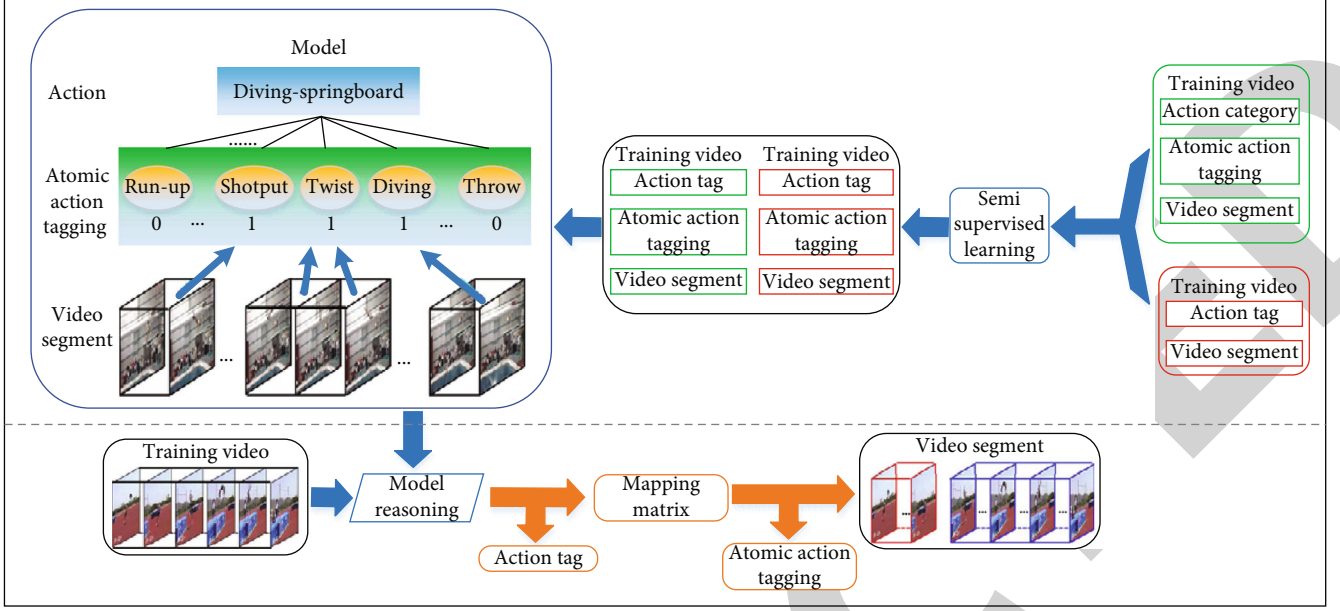 Model
Action
Diving-springboard
......
Atomic
action
tagging
Run-up
Shotput
Twist
Diving
Throw
0 ... 1 1 1 ... 0
Video
segment
... ...
Training video
Action tag
Atomic action
tagging
Video segment
Training video
Action tag
Atomic action
tagging
Video segment
Semi
supervised
learning
Training video
Action category
Atomic action
tagging
Video segment
Training video
Action tag
Video segment
Training video
Model
reasoning
Action tag
Mapping
matrix
Atomic action
tagging
Video segment
... ... ... ...